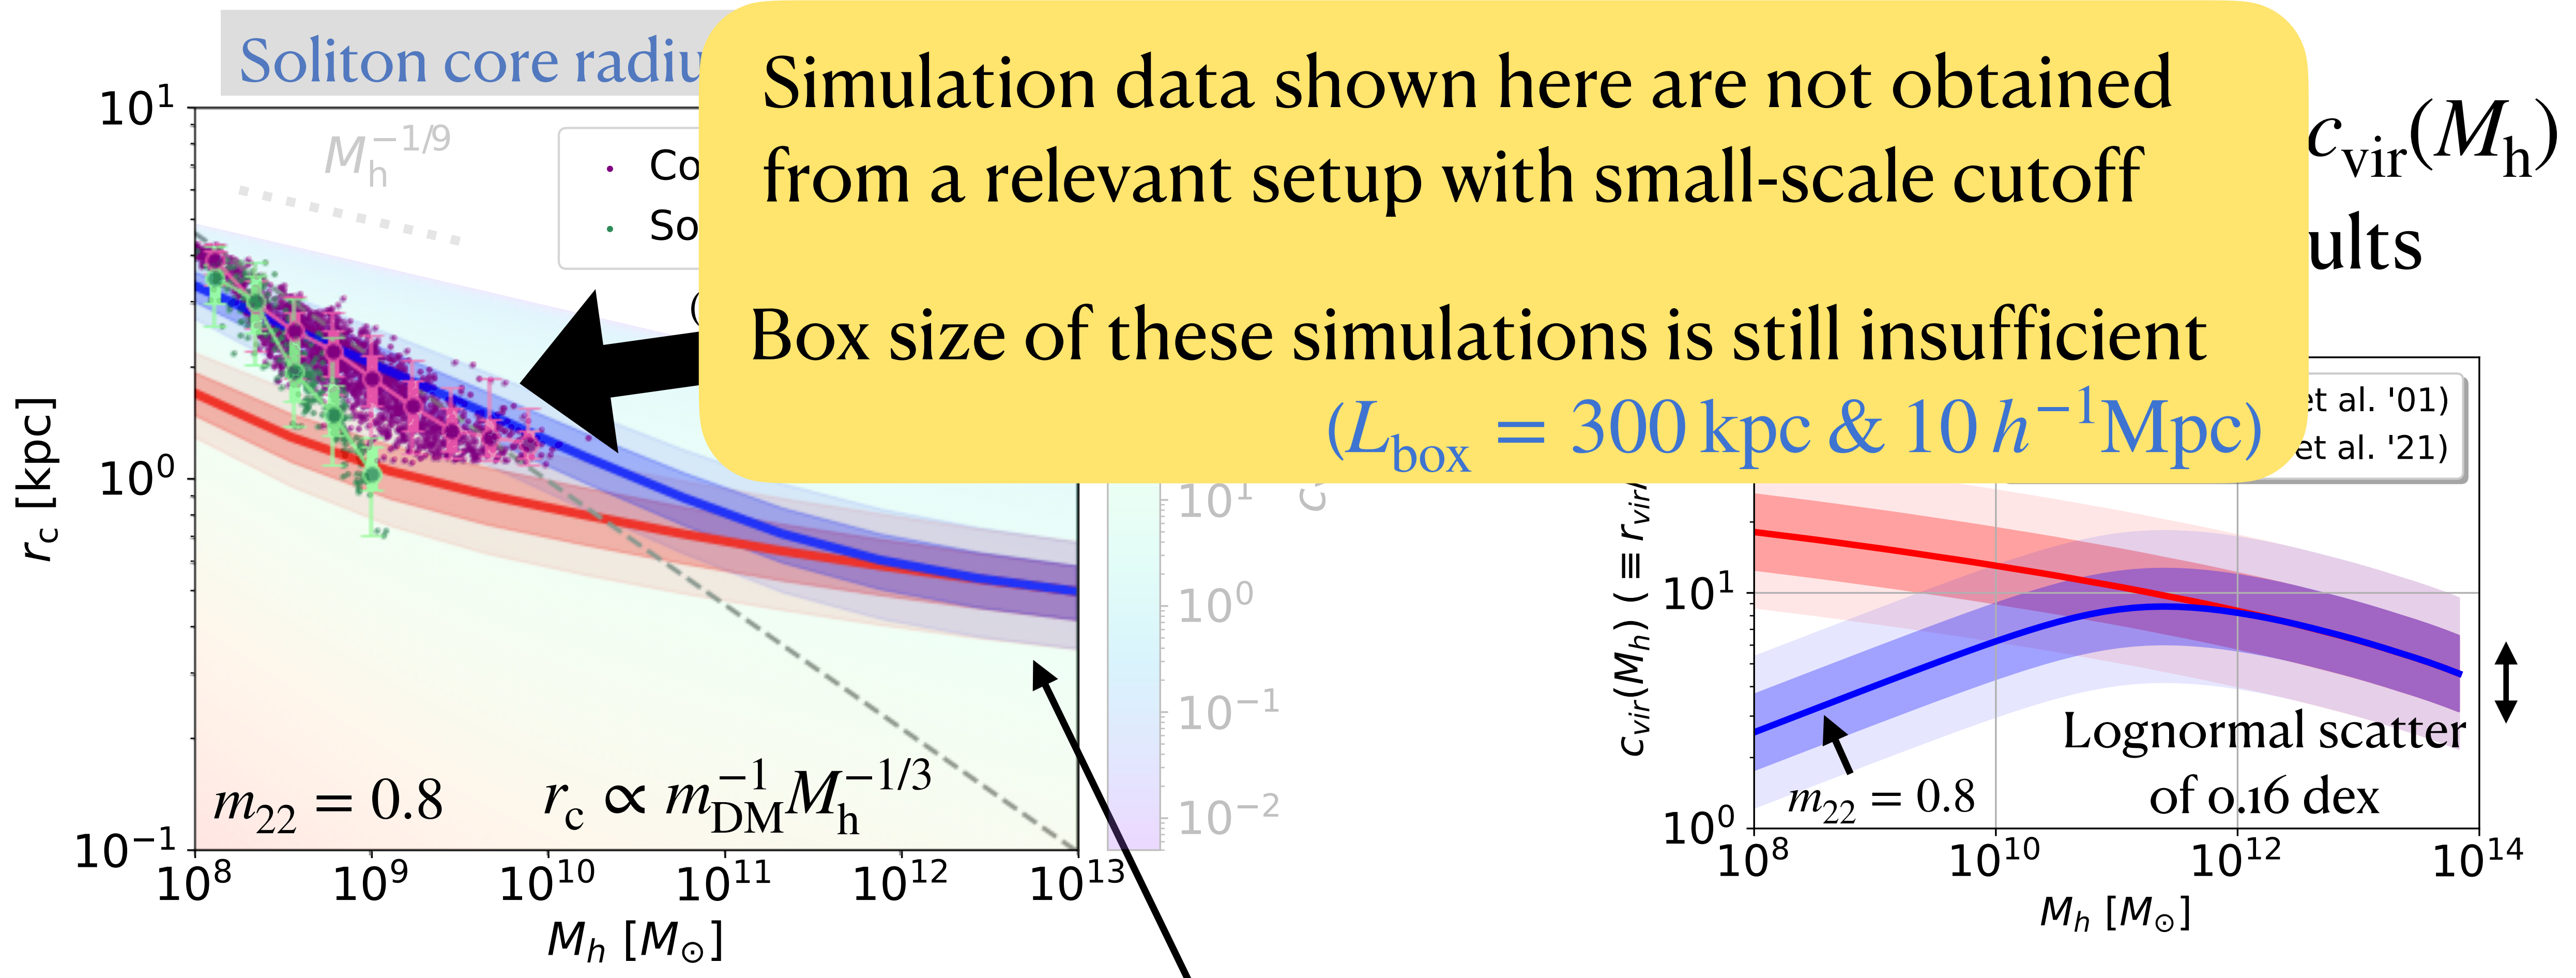 Soliton core radiu
Simulation data shown here are not obtained
from a relevant setup with small-scale cutoff
Box size of these simulations is still insufficient
(L_box = 300 kpc & 10 h^{-1}Mpc)
c_vir(M_h)
ults
10^1
10^0
10^{-1}
r_c [kpc]
M_h^{-1/9}
Co
So
(
m_22 = 0.8
r_c ∝ m_DM^{-1} M_h^{-1/3}
10^8
10^9
10^10
10^11
10^12
10^13
M_h [M_⊙]
10^1
10^0
10^{-1}
10^{-2}
et al. '01)
et al. '21)
c_vir(M_h) ( ≡ r_vir
10^1
10^0
m_22 = 0.8
Lognormal scatter
of 0.16 dex
10^8
10^10
10^12
10^14
M_h [M_⊙]